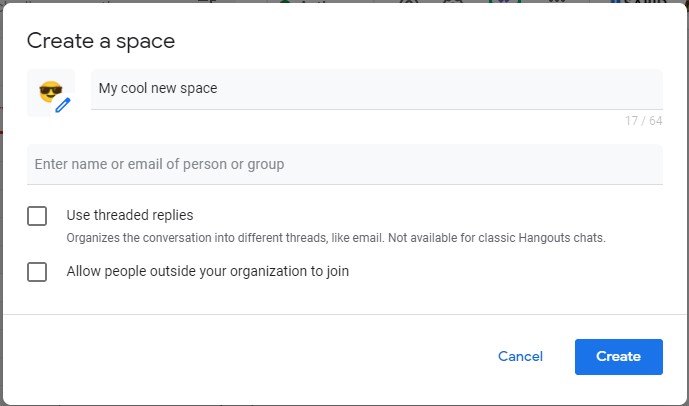 Create a space
My cool new space
17 / 64
Enter name or email of person or group
Use threaded replies
Organizes the conversation into different threads, like email. Not available for classic Hangouts chats.
Allow people outside your organization to join
Cancel
Create